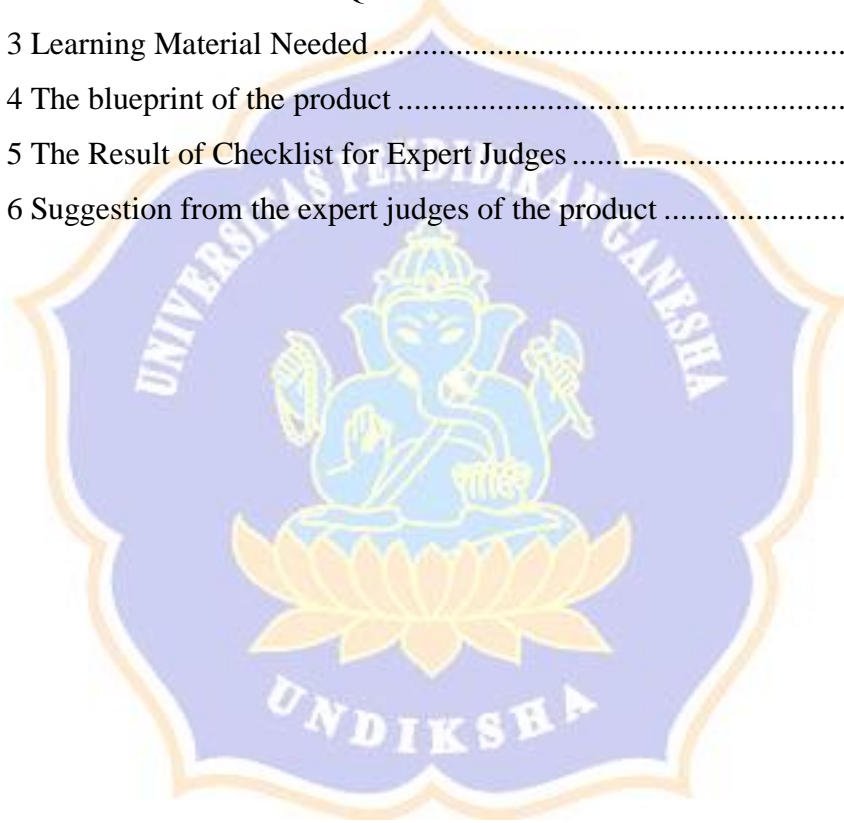 3 Learning Material Needed ......................................................
4 The blueprint of the product ...................................................
5 The Result of Checklist for Expert Judges ................................
6 Suggestion from the expert judges of the product .....................
UNIVERSITAS PENDIDIKAN GANESHA
UNDIKSHA